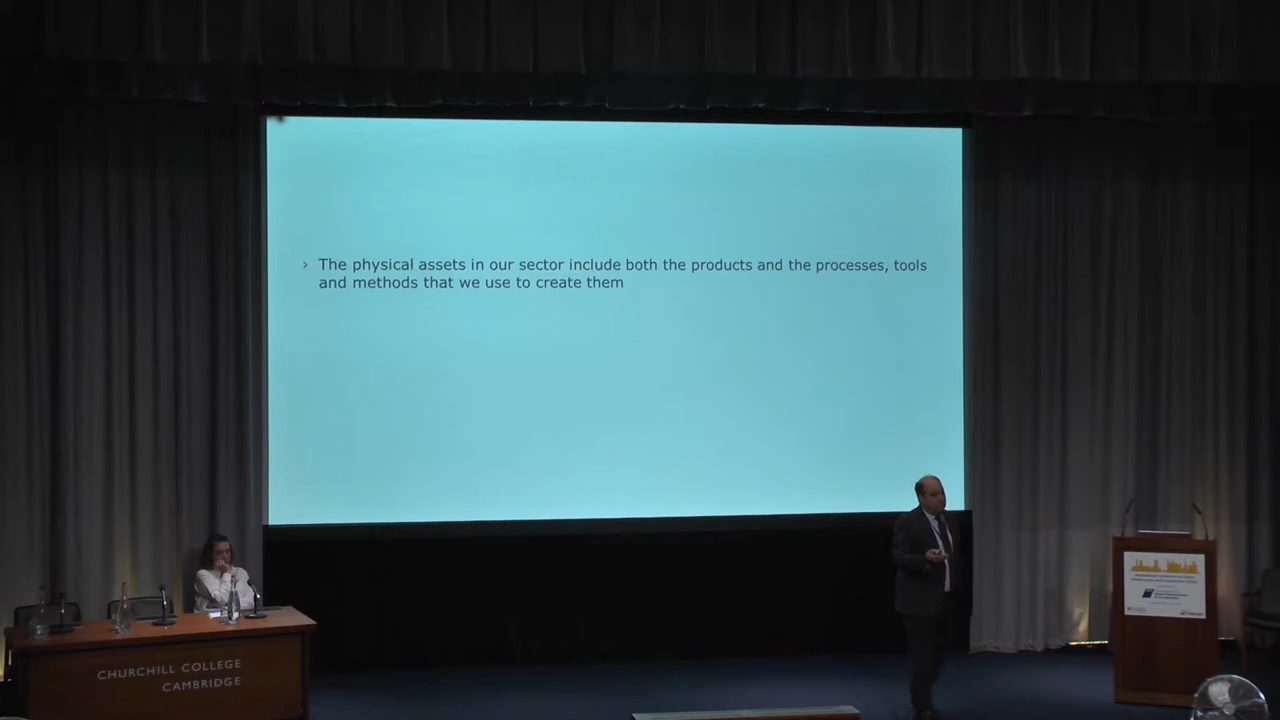 › The physical assets in our sector include both the products and the processes, tools
and methods that we use to create them
CHURCHILL COLLEGE
CAMBRIDGE